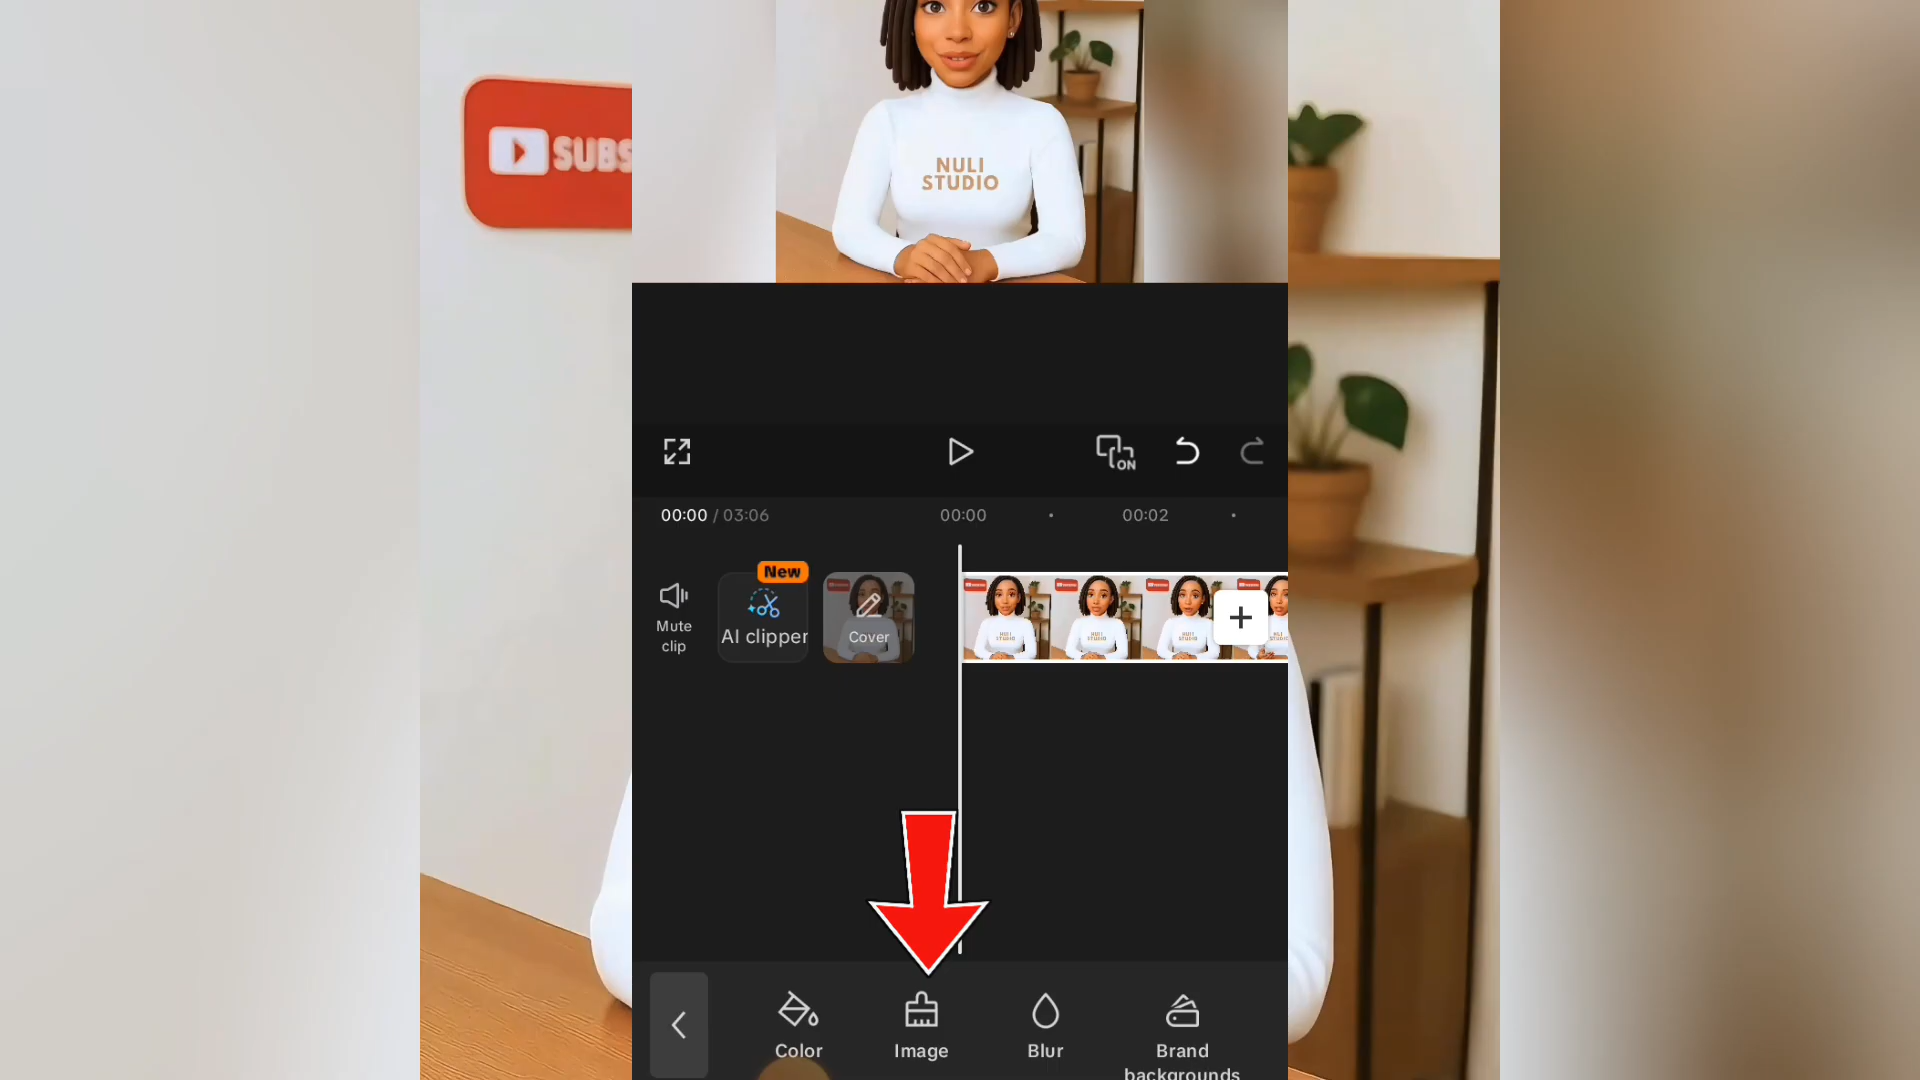 SUBS
NULI
STUDIO
ON
00:00 / 03:06
00:00
00:02
New
Mute
clip
AI clipper
Cover
Color
Image
Blur
Brand
backgrounds